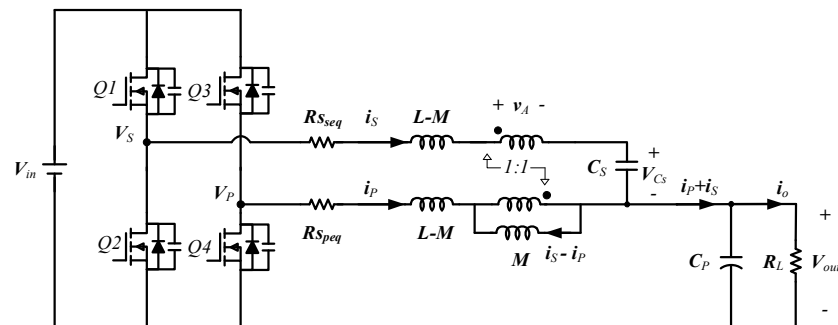 Q1
Q3
Rs_seq
i_S
L-M
+ v_A -
V_S
1:1
C_S
+
V_Cs
-
V_in
V_P
i_P
i_P+i_S
i_o
Q2
Q4
Rs_peq
L-M
M
i_S - i_P
C_P
R_L
+
V_out
-